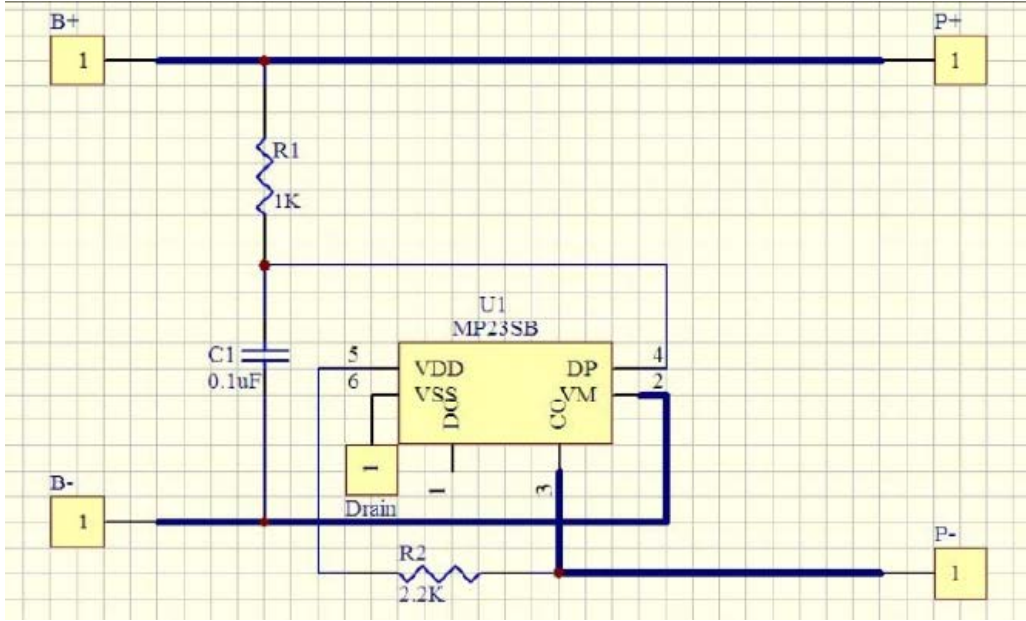 B+
P+
1
1
R1
1K
U1
MP23SB
C1
0.1uF
5
VDD
DP
4
6
VSS
VM
2
DO
CO
1
Drain
1
3
B-
1
R2
2.2K
P-
1